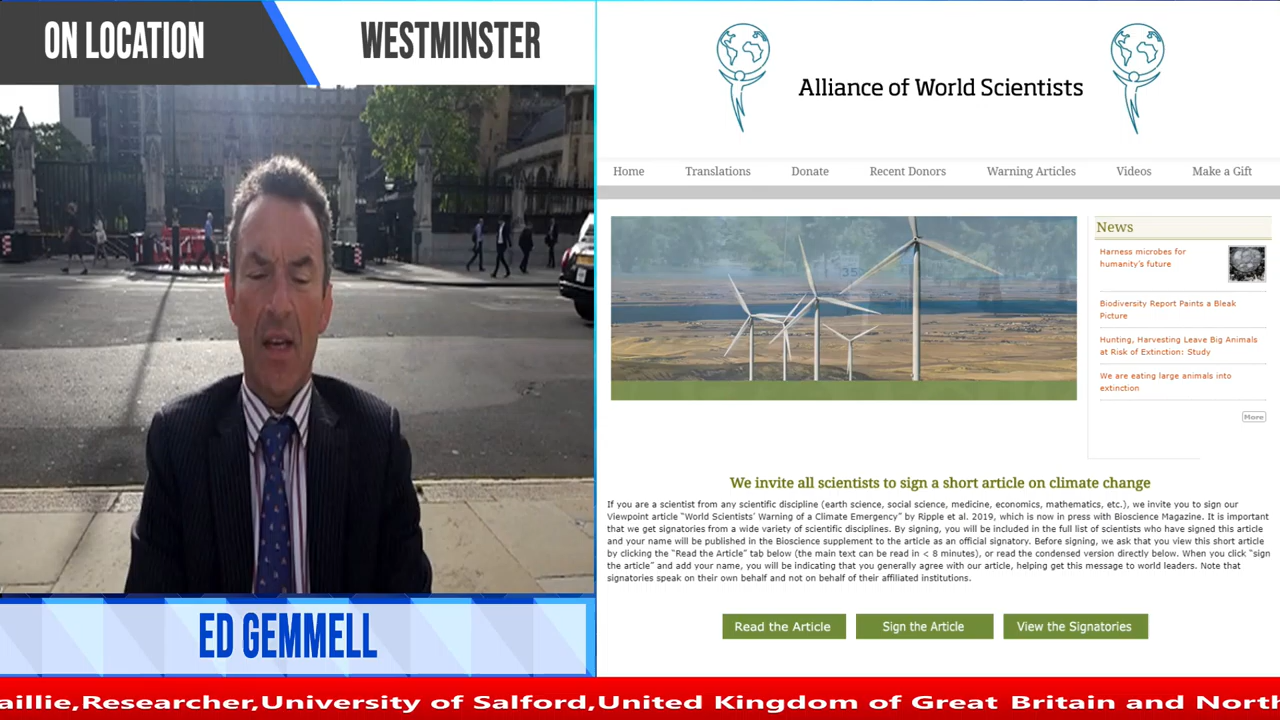 ON LOCATION
WESTMINSTER
ED GEMMELL
Alliance of World Scientists
Home
Translations
Donate
Recent Donors
Warning Articles
Videos
Make a Gift
News
Harness microbes for
humanity's future
Biodiversity Report Paints a Bleak
Picture
Hunting, Harvesting Leave Big Animals
at Risk of Extinction: Study
We are eating large animals into
extinction
More
We invite all scientists to sign a short article on climate change
If you are a scientist from any scientific discipline (earth science, social science, medicine, economics, mathematics, etc.), we invite you to sign our
Viewpoint article "World Scientists' Warning of a Climate Emergency" by Ripple et al. 2019, which is now in press with Bioscience Magazine. It is important
that we get signatories from a wide variety of scientific disciplines. By signing, you will be included in the full list of scientists who have signed this article
and your name will be published in the Bioscience supplement to the article as an official signatory. Before signing, we ask that you view this short article
by clicking the "Read the Article" tab below (the main text can be read in < 8 minutes), or read the condensed version directly below. When you click "sign
the article" and add your name, you will be indicating that you generally agree with our article, helping get this message to world leaders. Note that
signatories speak on their own behalf and not on behalf of their affiliated institutions.
Read the Article
Sign the Article
View the Signatories
aillie,Researcher,University of Salford,United Kingdom of Great Britain and North